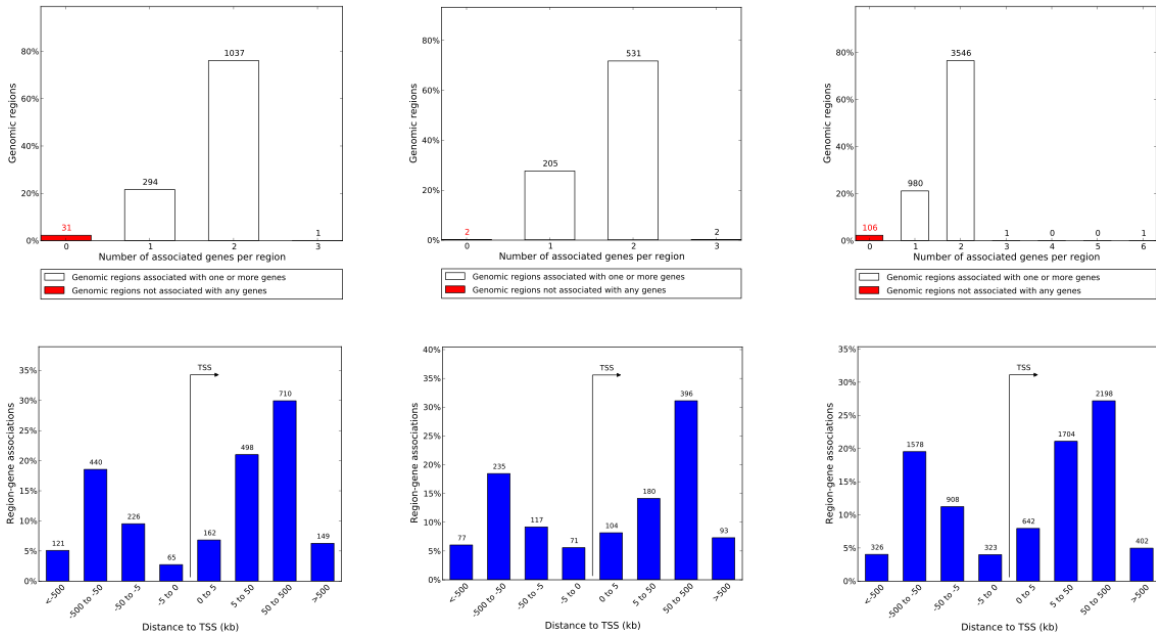 Genomic regions
80%
60%
40%
20%
0%
31
294
1037
1
0
1
2
3
Number of associated genes per region
Genomic regions associated with one or more genes
Genomic regions not associated with any genes
Genomic regions
80%
60%
40%
20%
0%
2
205
531
2
0
1
2
3
Number of associated genes per region
Genomic regions associated with one or more genes
Genomic regions not associated with any genes
Genomic regions
80%
60%
40%
20%
0%
106
980
3546
1
0
0
1
0
1
2
3
4
5
6
Number of associated genes per region
Genomic regions associated with one or more genes
Genomic regions not associated with any genes
Region-gene associations
35%
30%
25%
20%
15%
10%
5%
0%
TSS
121
440
226
65
162
498
710
149
<-500
-500 to -50
-50 to -5
-5 to 0
0 to 5
5 to 50
50 to 500
>500
Distance to TSS (kb)
Region-gene associations
40%
35%
30%
25%
20%
15%
10%
5%
0%
TSS
77
235
117
71
104
180
396
93
<-500
-500 to -50
-50 to -5
-5 to 0
0 to 5
5 to 50
50 to 500
>500
Distance to TSS (kb)
Region-gene associations
35%
30%
25%
20%
15%
10%
5%
0%
TSS
326
1578
908
323
642
1704
2198
402
<-500
-500 to -50
-50 to -5
-5 to 0
0 to 5
5 to 50
50 to 500
>500
Distance to TSS (kb)